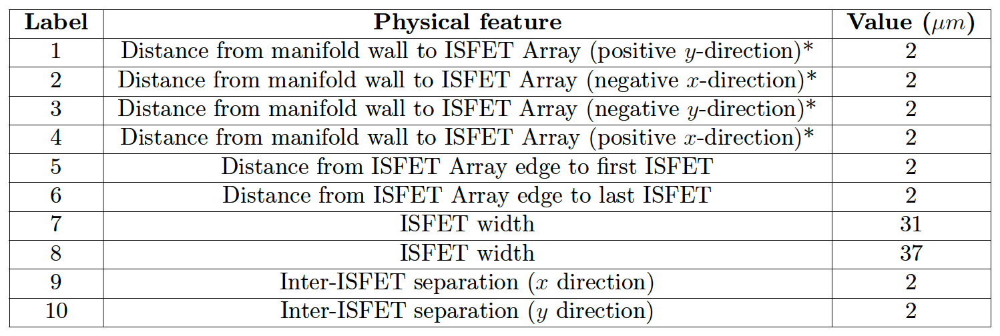 Label Physical feature Value (μm)
1 Distance from manifold wall to ISFET Array (positive y-direction)* 2
2 Distance from manifold wall to ISFET Array (negative x-direction)* 2
3 Distance from manifold wall to ISFET Array (negative y-direction)* 2
4 Distance from manifold wall to ISFET Array (positive x-direction)* 2
5 Distance from ISFET Array edge to first ISFET 2
6 Distance from ISFET Array edge to last ISFET 2
7 ISFET width 31
8 ISFET width 37
9 Inter-ISFET separation (x direction) 2
10 Inter-ISFET separation (y direction) 2